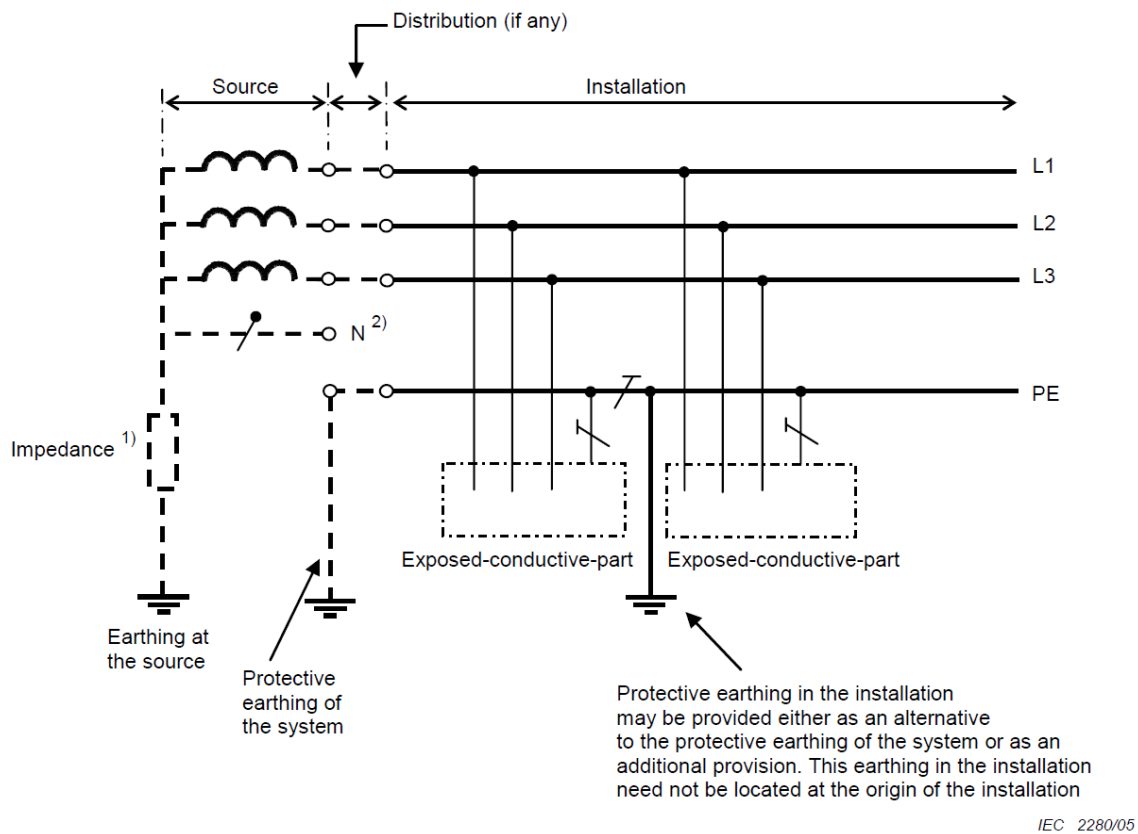 Distribution (if any)
Source
Installation
L1
L2
L3
N 2)
PE
Impedance 1)
Exposed-conductive-part
Exposed-conductive-part
Earthing at
the source
Protective
earthing of
the system
Protective earthing in the installation
may be provided either as an alternative
to the protective earthing of the system or as an
additional provision. This earthing in the installation
need not be located at the origin of the installation
IEC 2280/05